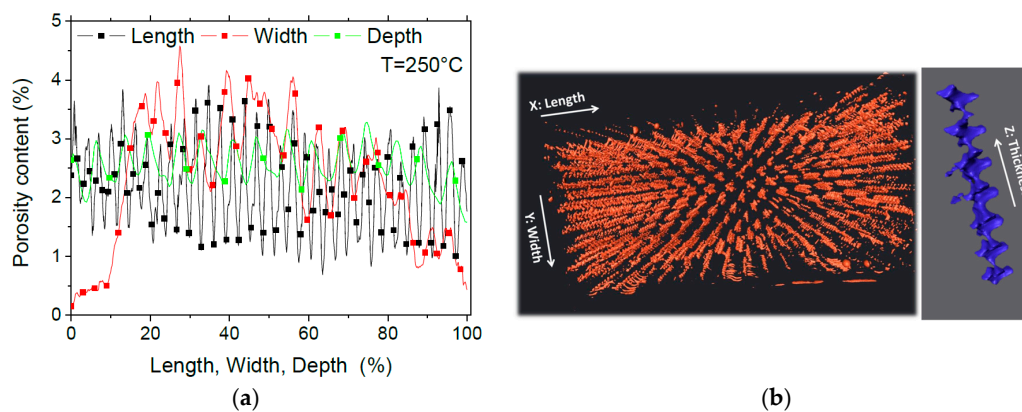 Length Width Depth
T=250°C
5
4
3
2
1
0
Porosity content (%)
0 20 40 60 80 100
Length, Width, Depth (%)
(a)
X: Length
Y: Width
Z: Thickness
(b)